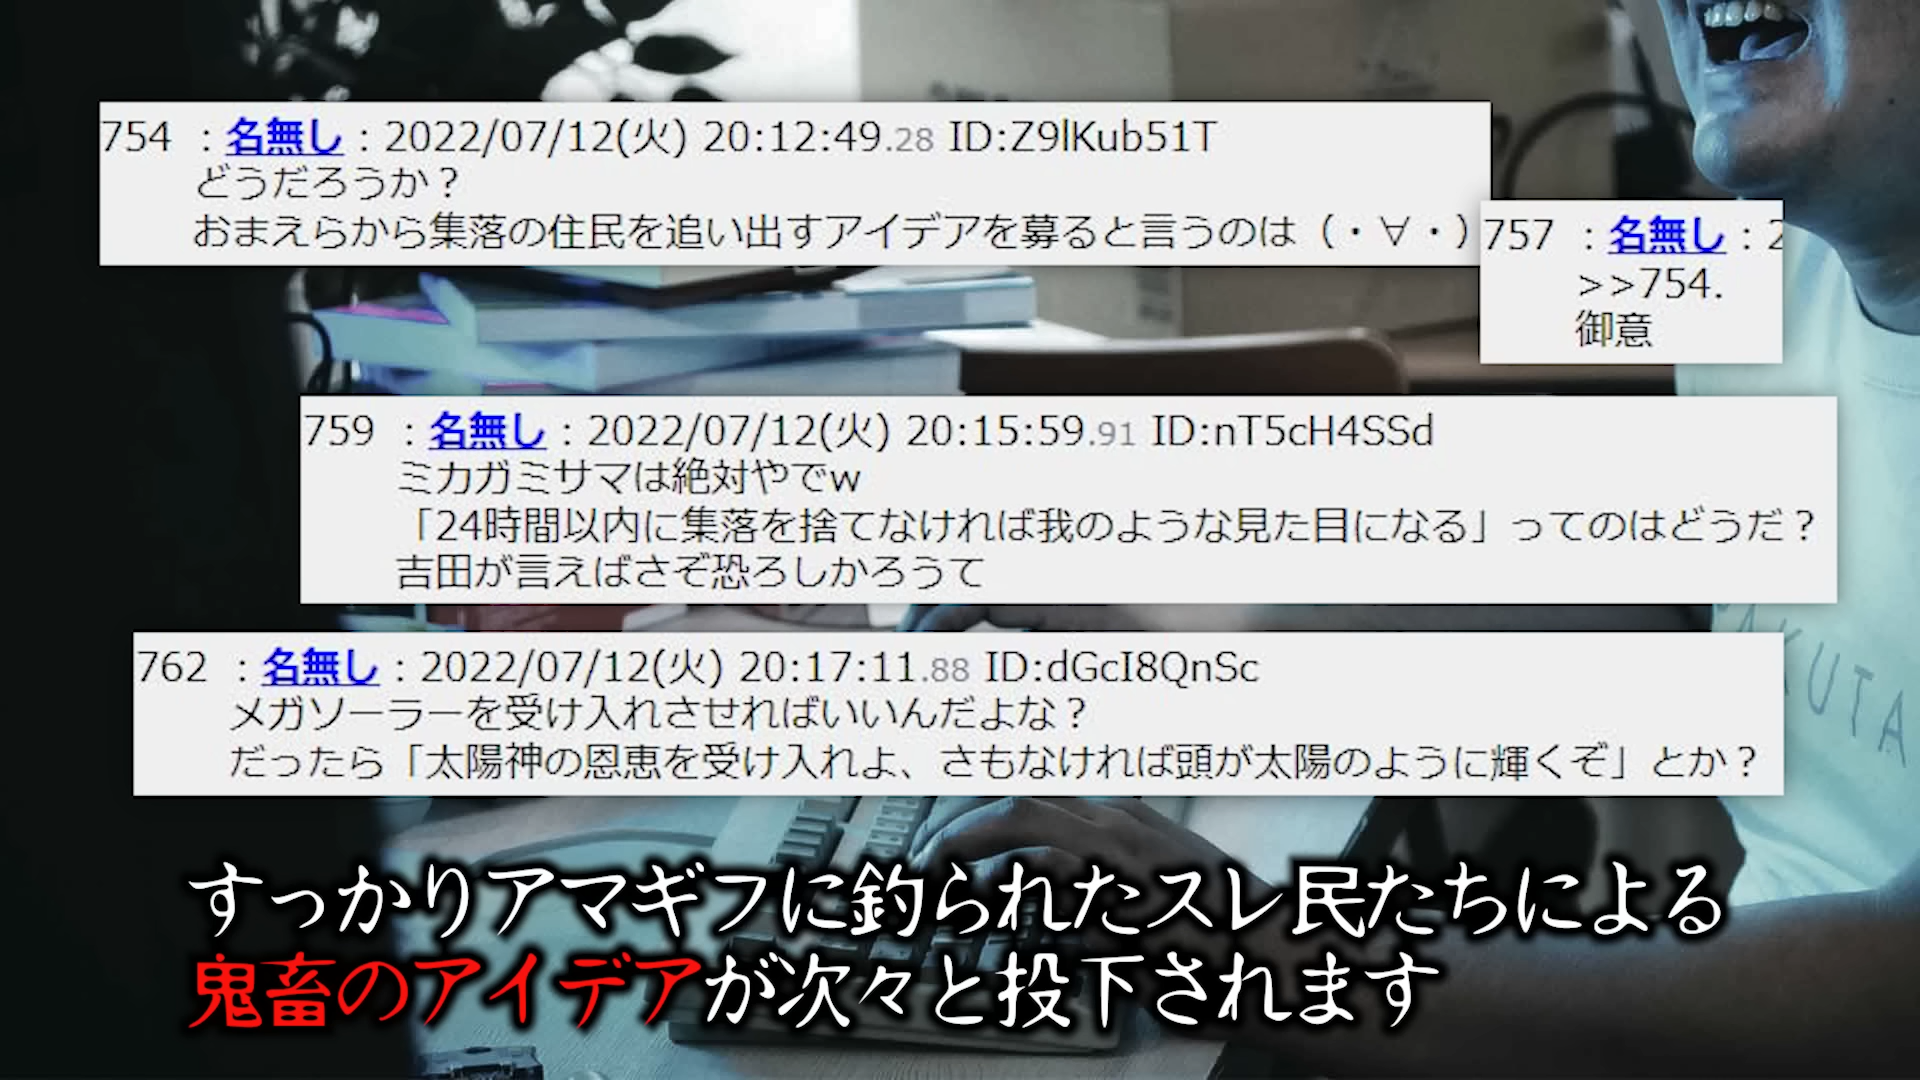 754 ：名無し：2022/07/12(火) 20:12:49.28 ID:Z9lKub51T
どうだろうか？
おまえらから集落の住民を追い出すアイデアを募ると言うのは（・∀・）
757 ：名無し：2
>>754.
御意
759 ：名無し：2022/07/12(火) 20:15:59.91 ID:nT5cH4SSd
ミカガミサマは絶対やでw
「24時間以内に集落を捨てなければ我のような見た目になる」ってのはどうだ？
吉田が言えばさぞ恐ろしかろうて
762 ：名無し：2022/07/12(火) 20:17:11.88 ID:dGcI8QnSc
メガソーラーを受け入れさせればいいんだよな？
だったら「太陽神の恩恵を受け入れよ、さもなければ頭が太陽のように輝くぞ」とか？
KUTA
すっかりアマギフに釣られたスレ民たちによる
鬼畜のアイデアが次々と投下されます